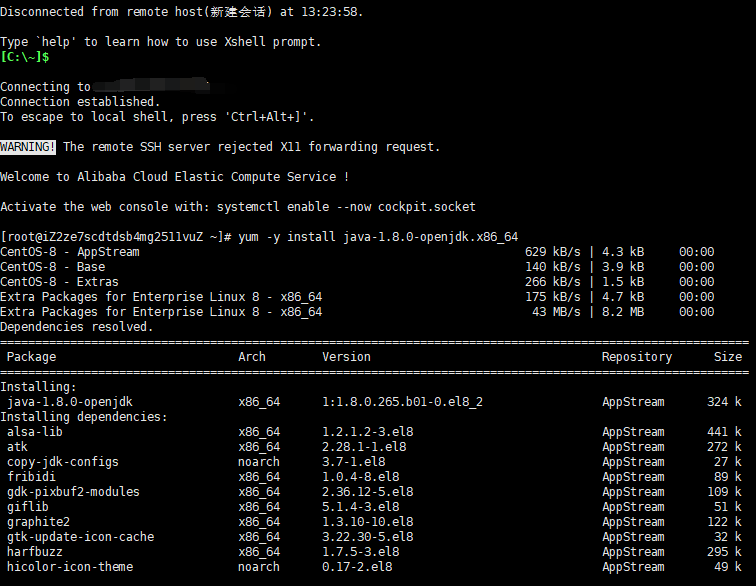 Disconnected from remote host(新建会话) at 13:23:58.
Type `help' to learn how to use Xshell prompt.
[C:\~]$
Connecting to
Connection established.
To escape to local shell, press 'Ctrl+Alt+]'.
WARNING! The remote SSH server rejected X11 forwarding request.
Welcome to Alibaba Cloud Elastic Compute Service !
Activate the web console with: systemctl enable --now cockpit.socket
[root@iZ2ze7scdtdsb4mg2511vuZ ~]# yum -y install java-1.8.0-openjdk.x86_64
CentOS-8 - AppStream 629 kB/s | 4.3 kB 00:00
CentOS-8 - Base 140 kB/s | 3.9 kB 00:00
CentOS-8 - Extras 266 kB/s | 1.5 kB 00:00
Extra Packages for Enterprise Linux 8 - x86_64 175 kB/s | 4.7 kB 00:00
Extra Packages for Enterprise Linux 8 - x86_64 43 MB/s | 8.2 MB 00:00
Dependencies resolved.
Package Arch Version Repository Size
Installing:
java-1.8.0-openjdk x86_64 1:1.8.0.265.b01-0.el8_2 AppStream 324 k
Installing dependencies:
alsa-lib x86_64 1.2.1.2-3.el8 AppStream 441 k
atk x86_64 2.28.1-1.el8 AppStream 272 k
copy-jdk-configs noarch 3.7-1.el8 AppStream 27 k
fribidi x86_64 1.0.4-8.el8 AppStream 89 k
gdk-pixbuf2-modules x86_64 2.36.12-5.el8 AppStream 109 k
giflib x86_64 5.1.4-3.el8 AppStream 51 k
graphite2 x86_64 1.3.10-10.el8 AppStream 122 k
gtk-update-icon-cache x86_64 3.22.30-5.el8 AppStream 32 k
harfbuzz x86_64 1.7.5-3.el8 AppStream 295 k
hicolor-icon-theme noarch 0.17-2.el8 AppStream 49 k